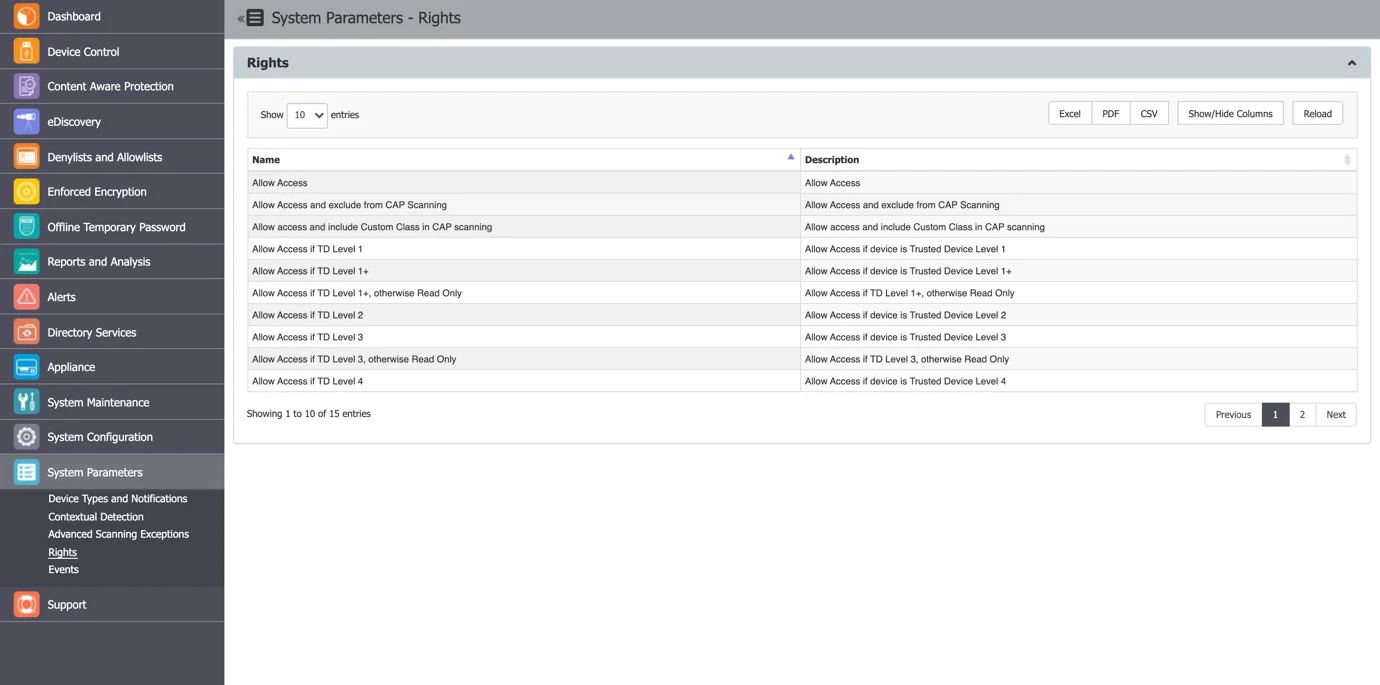 Dashboard
Device Control
Content Aware Protection
eDiscovery
Denylists and Allowlists
Enforced Encryption
Offline Temporary Password
Reports and Analysis
Alerts
Directory Services
Appliance
System Maintenance
System Configuration
System Parameters
Device Types and Notifications
Contextual Detection
Advanced Scanning Exceptions
Rights
Events
Support
System Parameters - Rights
Rights
Show 10 entries
Excel PDF CSV Show/Hide Columns Reload
Name Description
Allow Access Allow Access
Allow Access and exclude from CAP Scanning Allow Access and exclude from CAP Scanning
Allow access and include Custom Class in CAP scanning Allow access and include Custom Class in CAP scanning
Allow Access if TD Level 1 Allow Access if device is Trusted Device Level 1
Allow Access if TD Level 1+ Allow Access if device is Trusted Device Level 1+
Allow Access if TD Level 1+, otherwise Read Only Allow Access if TD Level 1+, otherwise Read Only
Allow Access if TD Level 2 Allow Access if device is Trusted Device Level 2
Allow Access if TD Level 3 Allow Access if device is Trusted Device Level 3
Allow Access if TD Level 3, otherwise Read Only Allow Access if TD Level 3, otherwise Read Only
Allow Access if TD Level 4 Allow Access if device is Trusted Device Level 4
Showing 1 to 10 of 15 entries
Previous 1 2 Next